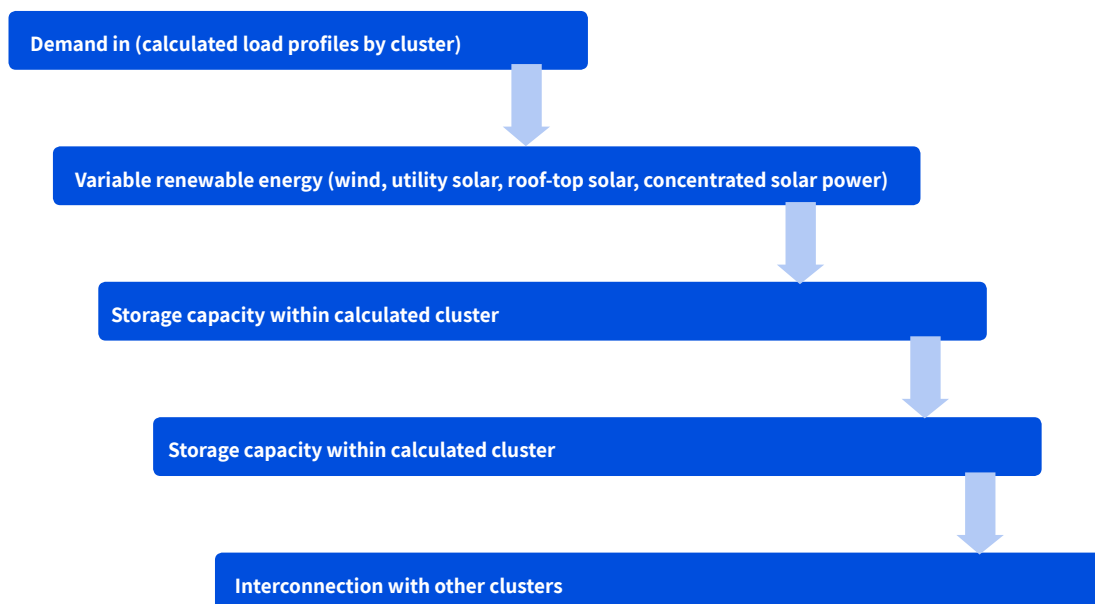 Demand in (calculated load profiles by cluster)
Variable renewable energy (wind, utility solar, roof-top solar, concentrated solar power)
Storage capacity within calculated cluster
Storage capacity within calculated cluster
Interconnection with other clusters